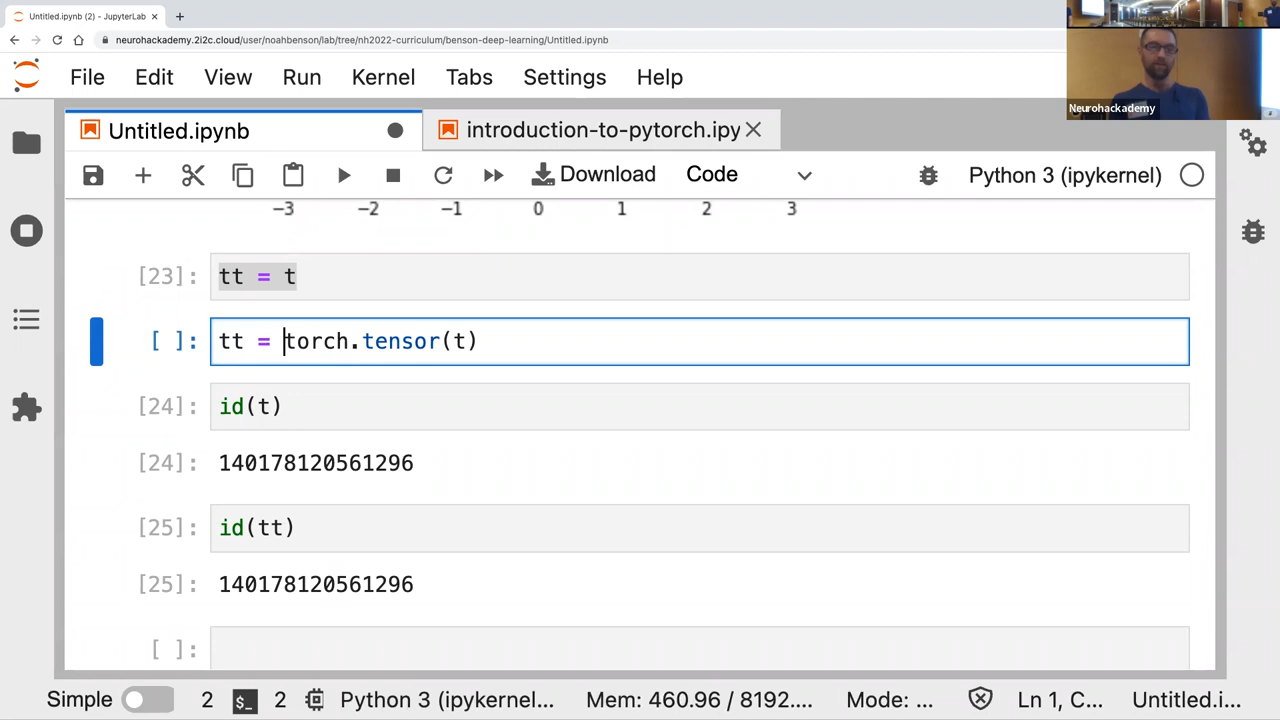 Untitled.ipynb (2) - JupyterLab
neurohackademy.2i2c.cloud/user/noahbenson/lab/tree/nh2022-curriculum/benson-deep-learning/Untitled.ipynb
Neurohackademy
File Edit View Run Kernel Tabs Settings Help
Untitled.ipynb
introduction-to-pytorch.ipy
Download Code Python 3 (ipykernel)
−3 −2 −1 0 1 2 3
[23]: tt = t
[ ]: tt = torch.tensor(t)
[24]: id(t)
[24]: 140178120561296
[25]: id(tt)
[25]: 140178120561296
[ ]:
Simple 2 $_ 2 Python 3 (ipykernel... Mem: 460.96 / 8192.... Mode: ... Ln 1, C... Untitled.i...